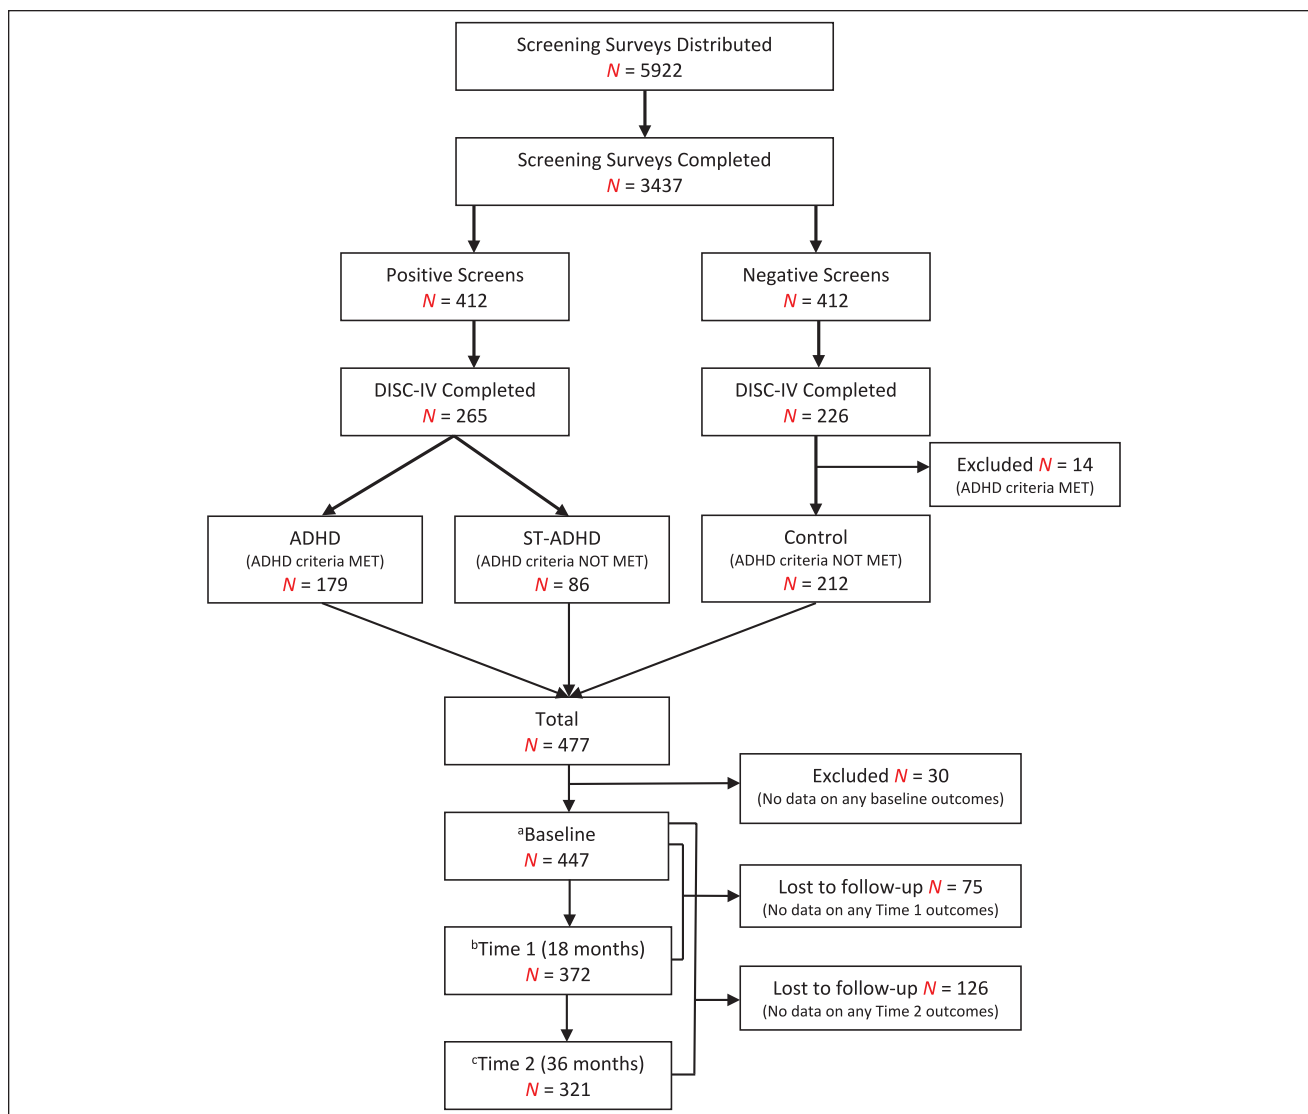 Screening Surveys Distributed
N = 5922
Screening Surveys Completed
N = 3437
Positive Screens
N = 412
Negative Screens
N = 412
DISC-IV Completed
N = 265
DISC-IV Completed
N = 226
Excluded N = 14
(ADHD criteria MET)
ADHD
(ADHD criteria MET)
N = 179
ST-ADHD
(ADHD criteria NOT MET)
N = 86
Control
(ADHD criteria NOT MET)
N = 212
Total
N = 477
Excluded N = 30
(No data on any baseline outcomes)
aBaseline
N = 447
Lost to follow-up N = 75
(No data on any Time 1 outcomes)
bTime 1 (18 months)
N = 372
Lost to follow-up N = 126
(No data on any Time 2 outcomes)
cTime 2 (36 months)
N = 321